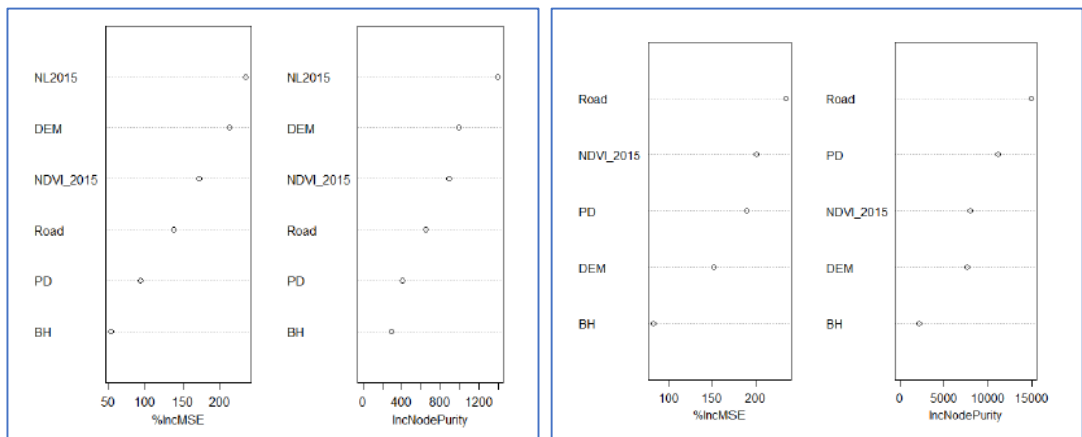 NL2015
DEM
NDVI_2015
Road
PD
BH
50 100 150 200
%IncMSE
NL2015
DEM
NDVI_2015
Road
PD
BH
0 400 800 1200
IncNodePurity
Road
NDVI_2015
PD
DEM
BH
100 150 200
%IncMSE
Road
PD
NDVI_2015
DEM
BH
0 5000 10000 15000
IncNodePurity